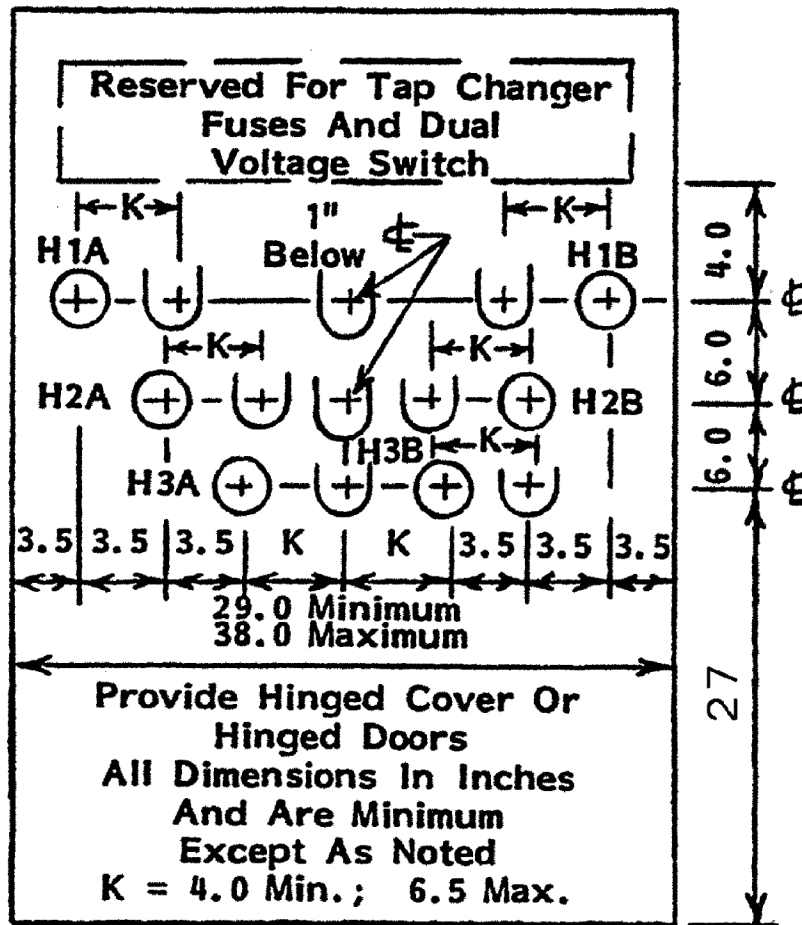 Reserved For Tap Changer
Fuses And Dual
Voltage Switch
K 1" K
H1A Below ℄ H1B
4.0
℄
K K
6.0
H2A H2B
℄
H3B K
6.0
H3A
℄
3.5 3.5 3.5 K K 3.5 3.5 3.5
29.0 Minimum
38.0 Maximum
27
Provide Hinged Cover Or
Hinged Doors
All Dimensions In Inches
And Are Minimum
Except As Noted
K = 4.0 Min.; 6.5 Max.